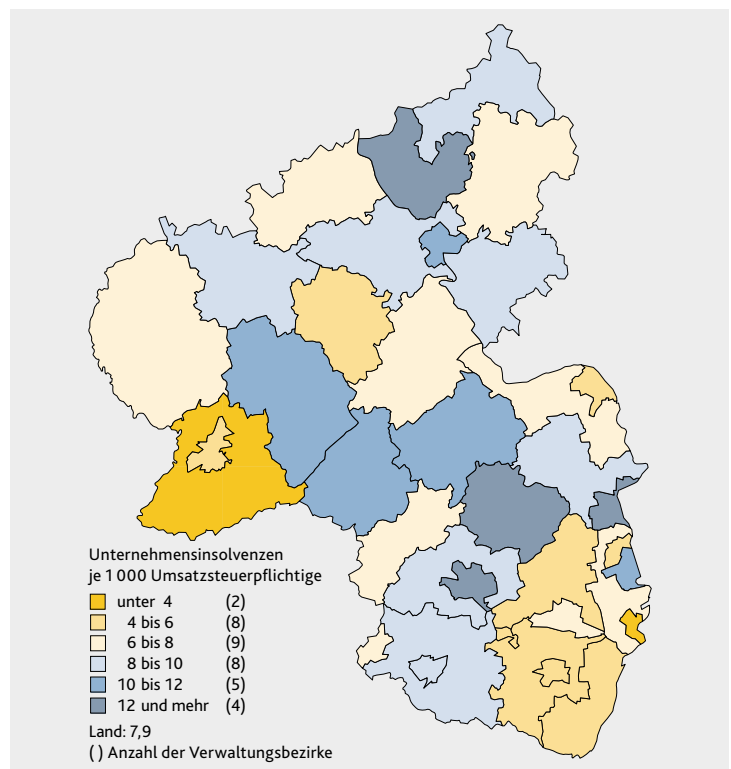 Unternehmensinsolvenzen
je 1 000 Umsatzsteuerpflichtige
unter 4 (2)
4 bis 6 (8)
6 bis 8 (9)
8 bis 10 (8)
10 bis 12 (5)
12 und mehr (4)
Land: 7,9
( ) Anzahl der Verwaltungsbezirke